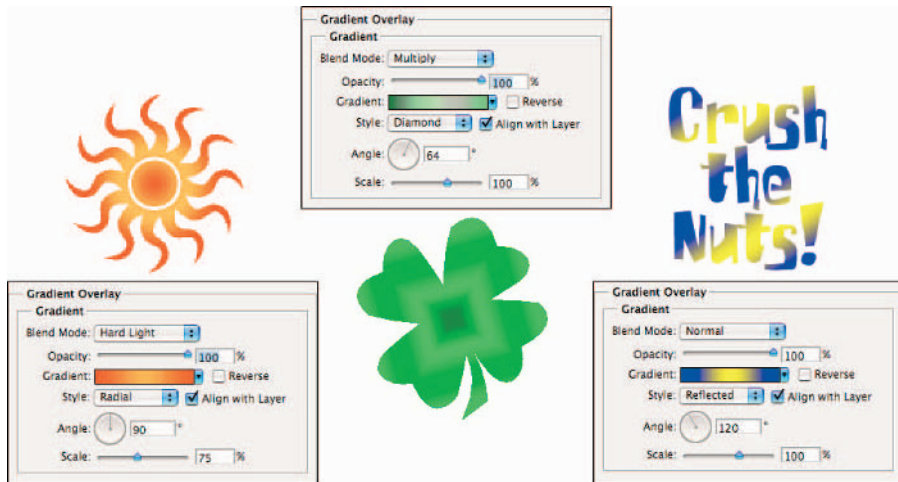 Gradient Overlay
Gradient
Blend Mode: Multiply
Opacity: 100 %
Gradient: Reverse
Style: Diamond Align with Layer
Angle: 64 °
Scale: 100 %
Crush
the
Nuts!
Gradient Overlay
Gradient
Blend Mode: Hard Light
Opacity: 100 %
Gradient: Reverse
Style: Radial Align with Layer
Angle: 90 °
Scale: 75 %
Gradient Overlay
Gradient
Blend Mode: Normal
Opacity: 100 %
Gradient: Reverse
Style: Reflected Align with Layer
Angle: 120 °
Scale: 100 %